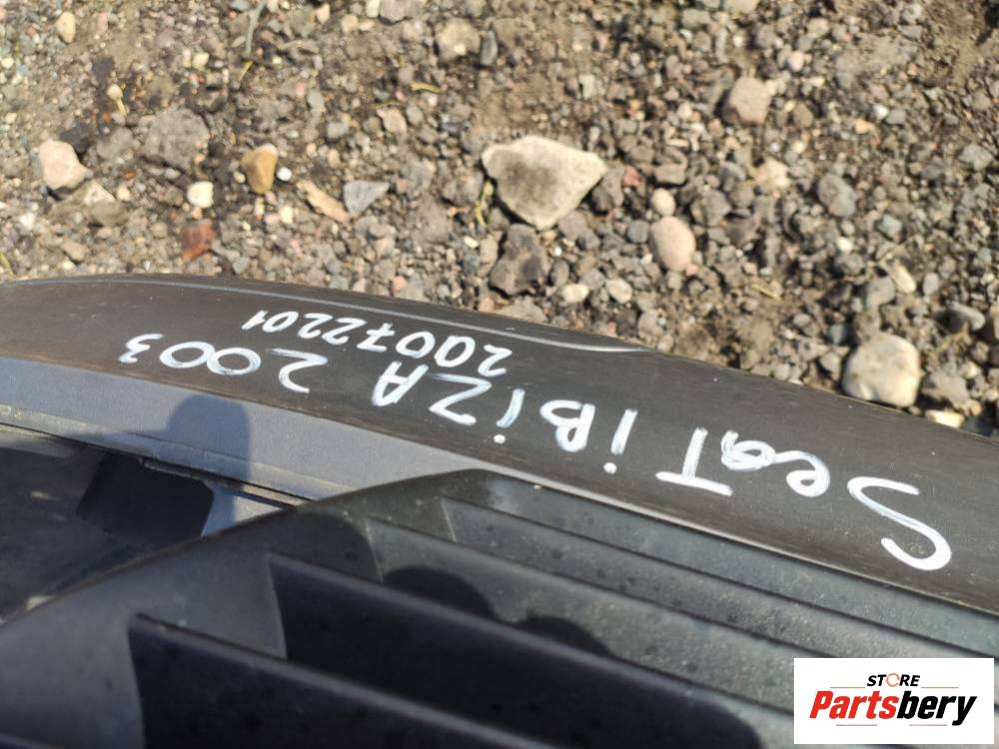 SeaT iBiZA 2003
20072201
STORE
Partsbery